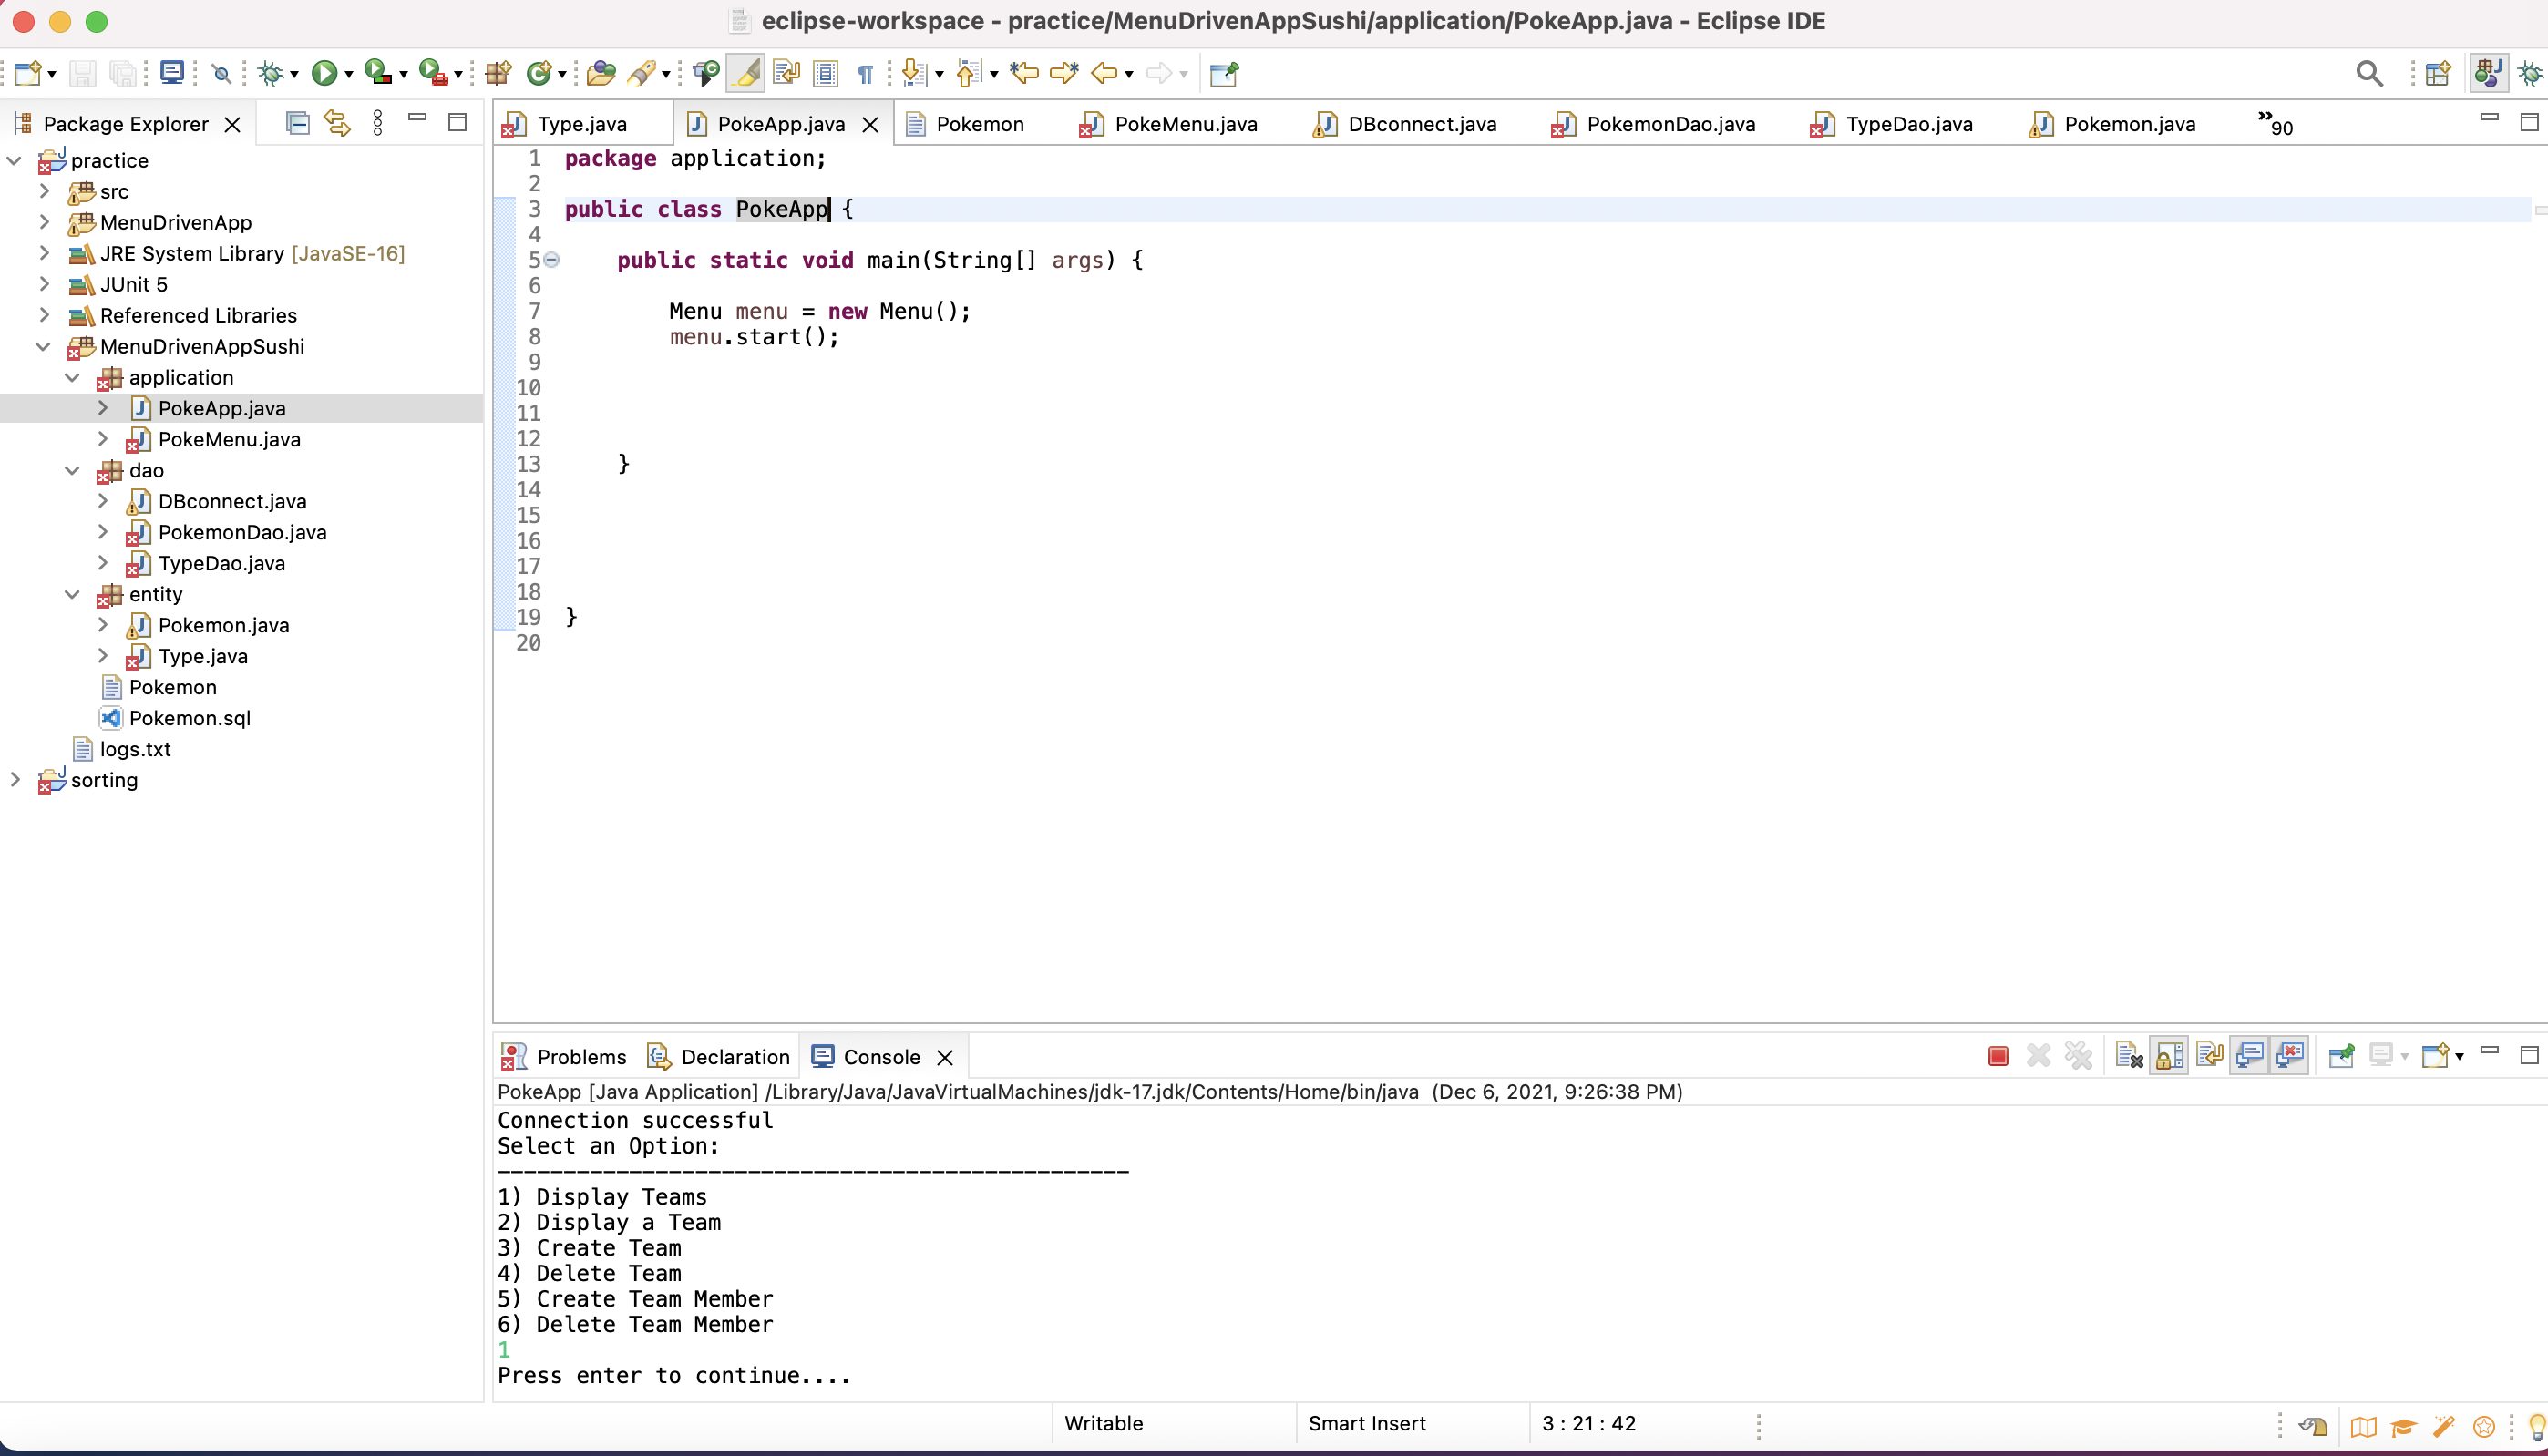 eclipse-workspace - practice/MenuDrivenAppSushi/application/PokeApp.java - Eclipse IDE
Package Explorer
practice
src
MenuDrivenApp
JRE System Library [JavaSE-16]
JUnit 5
Referenced Libraries
MenuDrivenAppSushi
application
PokeApp.java
PokeMenu.java
dao
DBconnect.java
PokemonDao.java
TypeDao.java
entity
Pokemon.java
Type.java
Pokemon
Pokemon.sql
logs.txt
sorting
Type.java PokeApp.java Pokemon PokeMenu.java DBconnect.java PokemonDao.java TypeDao.java Pokemon.java »90
1 package application;
2
3 public class PokeApp {
4
5 public static void main(String[] args) {
6
7 Menu menu = new Menu();
8 menu.start();
9
10
11
12
13 }
14
15
16
17
18
19 }
20
Problems Declaration Console
PokeApp [Java Application] /Library/Java/JavaVirtualMachines/jdk-17.jdk/Contents/Home/bin/java (Dec 6, 2021, 9:26:38 PM)
Connection successful
Select an Option:
------------------------------------------------
1) Display Teams
2) Display a Team
3) Create Team
4) Delete Team
5) Create Team Member
6) Delete Team Member
1
Press enter to continue....
Writable Smart Insert 3 : 21 : 42